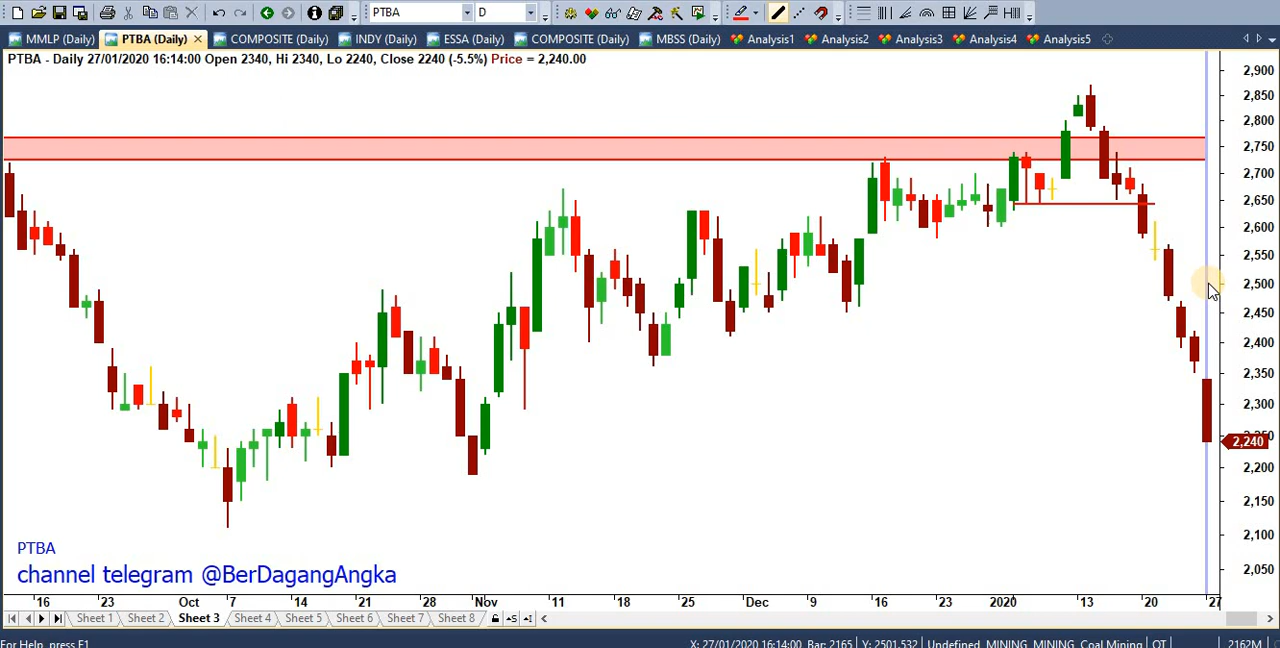 PTBA D
MMLP (Daily) PTBA (Daily) COMPOSITE (Daily) INDY (Daily) ESSA (Daily) COMPOSITE (Daily) MBSS (Daily) Analysis1 Analysis2 Analysis3 Analysis4 Analysis5
PTBA - Daily 27/01/2020 16:14:00 Open 2340, Hi 2340, Lo 2240, Close 2240 (-5.5%) Price = 2,240.00
2,900
2,850
2,800
2,750
2,700
2,650
2,600
2,550
2,500
2,450
2,400
2,350
2,300
2,240
2,200
2,150
2,100
2,050
PTBA
channel telegram @BerDagangAngka
16 23 Oct 7 14 21 28 Nov 11 18 25 Dec 9 16 23 2020 13 20 27
Sheet 1 Sheet 2 Sheet 3 Sheet 4 Sheet 5 Sheet 6 Sheet 7 Sheet 8
For Help, press F1 X: 27/01/2020 16:14:00 Bar: 2165 Y: 2501.532 Undefined, MINING, MINING, Coal Mining OT 2162M